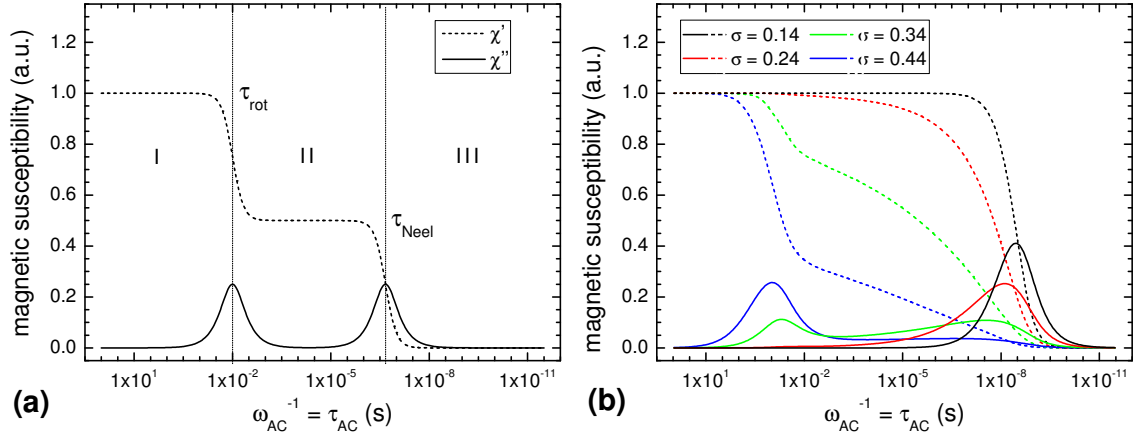 1.2
1.0
0.8
0.6
0.4
0.2
0.0
magnetic susceptibility (a.u.)
χ'
χ''
τrot
I
II
III
τNeel
1x10¹
1x10⁻²
1x10⁻⁵
1x10⁻⁸
1x10⁻¹¹
(a)
ωAC⁻¹ = τAC (s)
1.2
1.0
0.8
0.6
0.4
0.2
0.0
magnetic susceptibility (a.u.)
σ = 0.14 σ = 0.34
σ = 0.24 σ = 0.44
1x10¹
1x10⁻²
1x10⁻⁵
1x10⁻⁸
1x10⁻¹¹
(b)
ωAC⁻¹ = τAC (s)